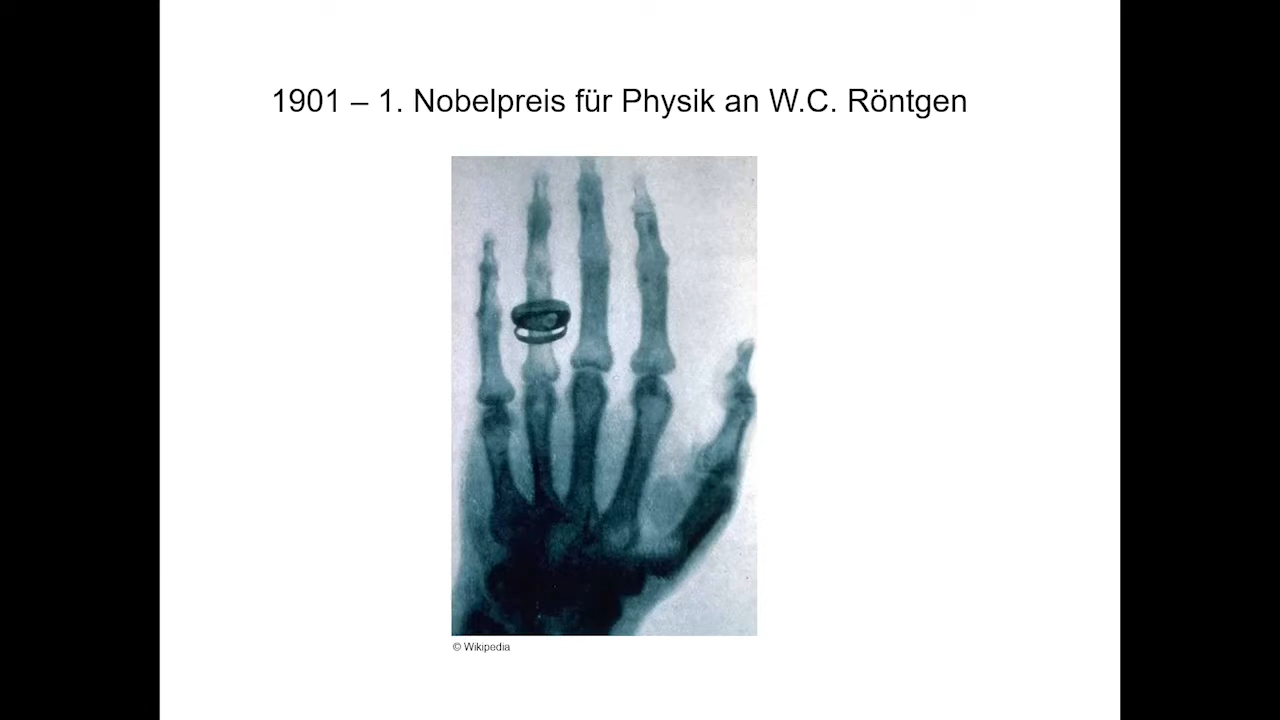 1901 – 1. Nobelpreis für Physik an W.C. Röntgen
© Wikipedia